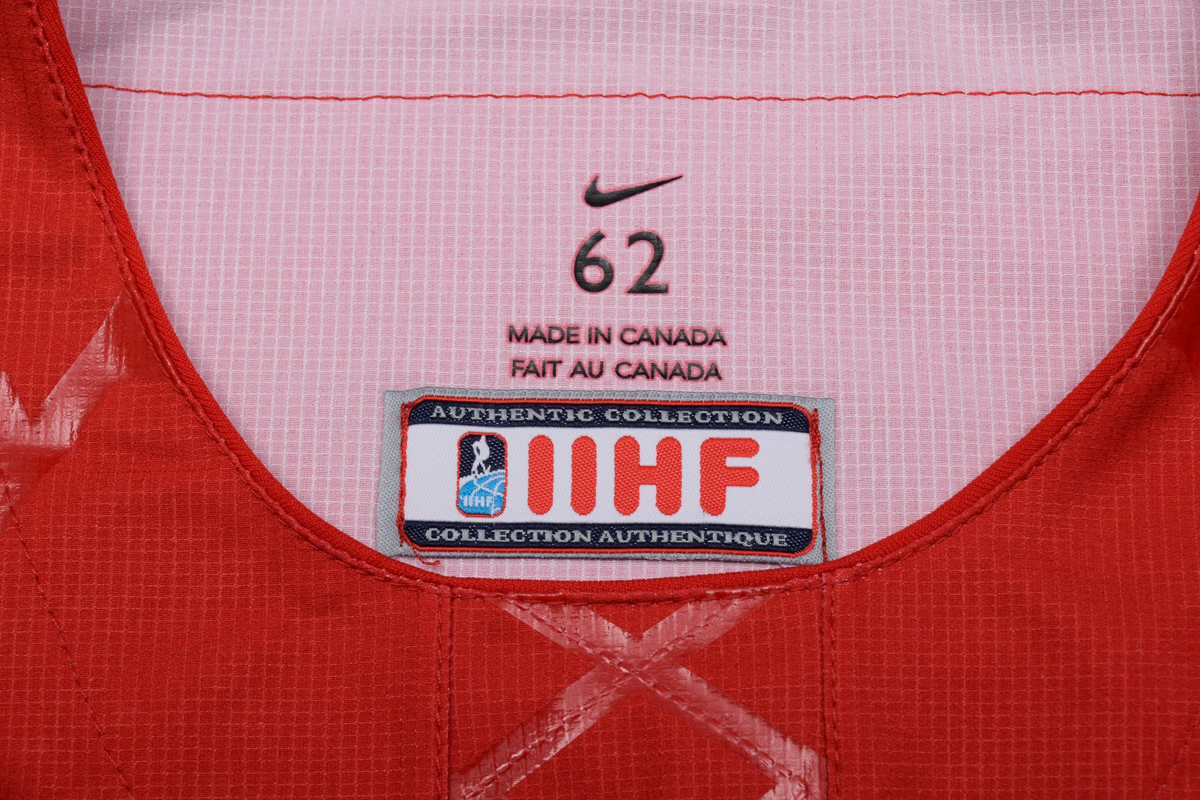 62
MADE IN CANADA
FAIT AU CANADA
AUTHENTIC COLLECTION
IIHF
IIHF
COLLECTION AUTHENTIQUE